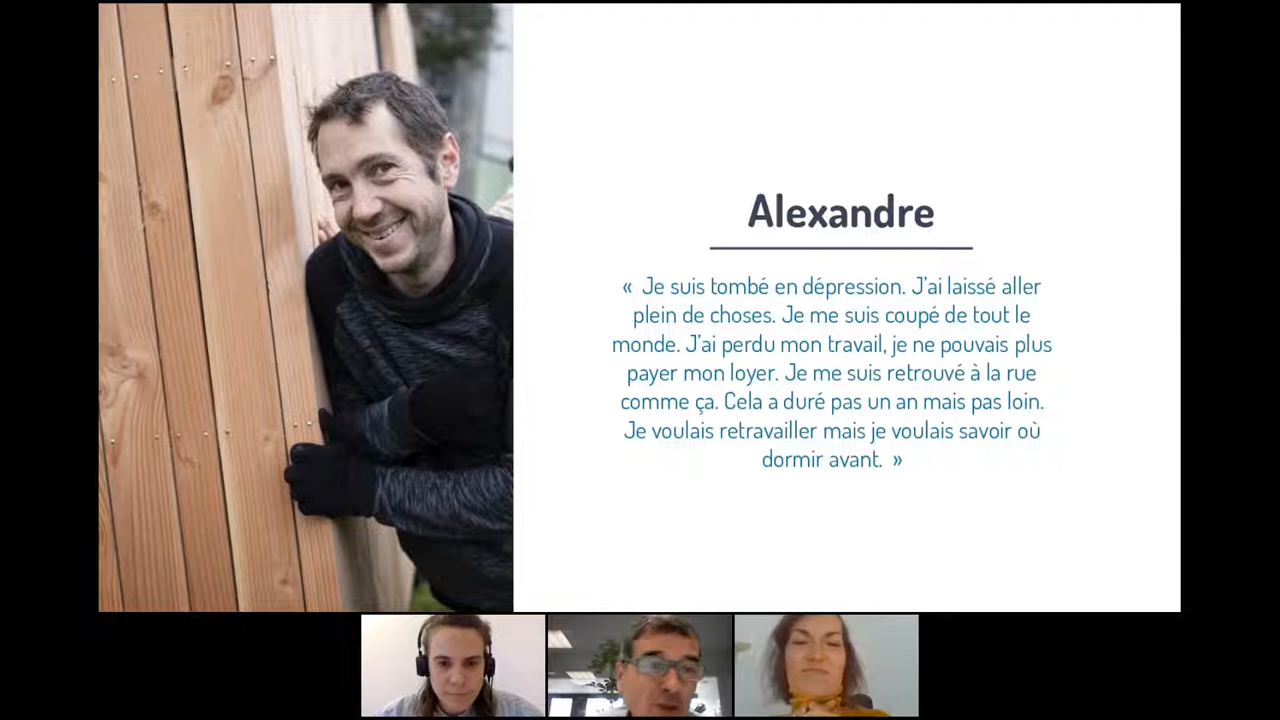 Alexandre
«  Je suis tombé en dépression. J'ai laissé aller
plein de choses. Je me suis coupé de tout le
monde. J'ai perdu mon travail, je ne pouvais plus
payer mon loyer. Je me suis retrouvé à la rue
comme ça. Cela a duré pas un an mais pas loin.
Je voulais retravailler mais je voulais savoir où
dormir avant.  »